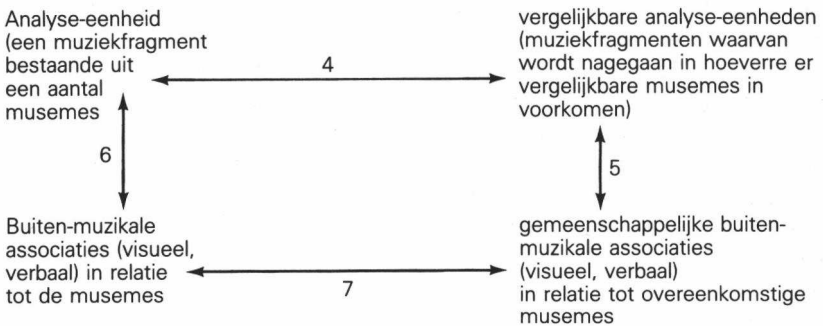 Analyse-eenheid
(een muziekfragment
bestaande uit
een aantal
musemes
4
vergelijkbare analyse-eenheden
(muziekfragmenten waarvan
wordt nagegaan in hoeverre er
vergelijkbare musemes in
voorkomen)
6
5
Buiten-muzikale
associaties (visueel,
verbaal) in relatie
tot de musemes
7
gemeenschappelijke buiten-
muzikale associaties
(visueel, verbaal)
in relatie tot overeenkomstige
musemes